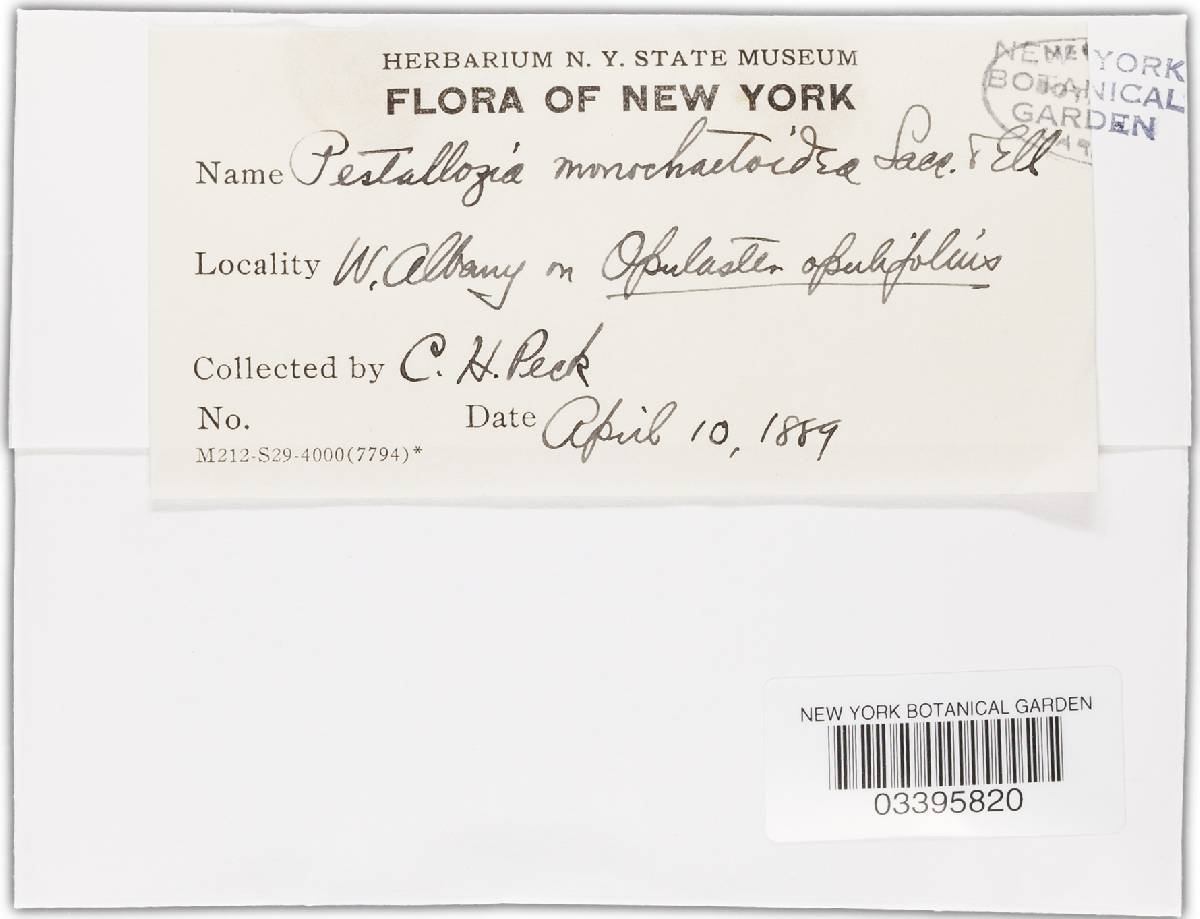 HERBARIUM N. Y. STATE MUSEUM
FLORA OF NEW YORK
NEW YORK
BOTANICAL
GARDEN
Name Pestallozia monochaetoidea Sacc. & Ell
Locality W. Albany on Opulaster opulifolius
Collected by C. H. Peck
No. Date April 10, 1889
M212-S29-4000(7794)*
NEW YORK BOTANICAL GARDEN
03395820